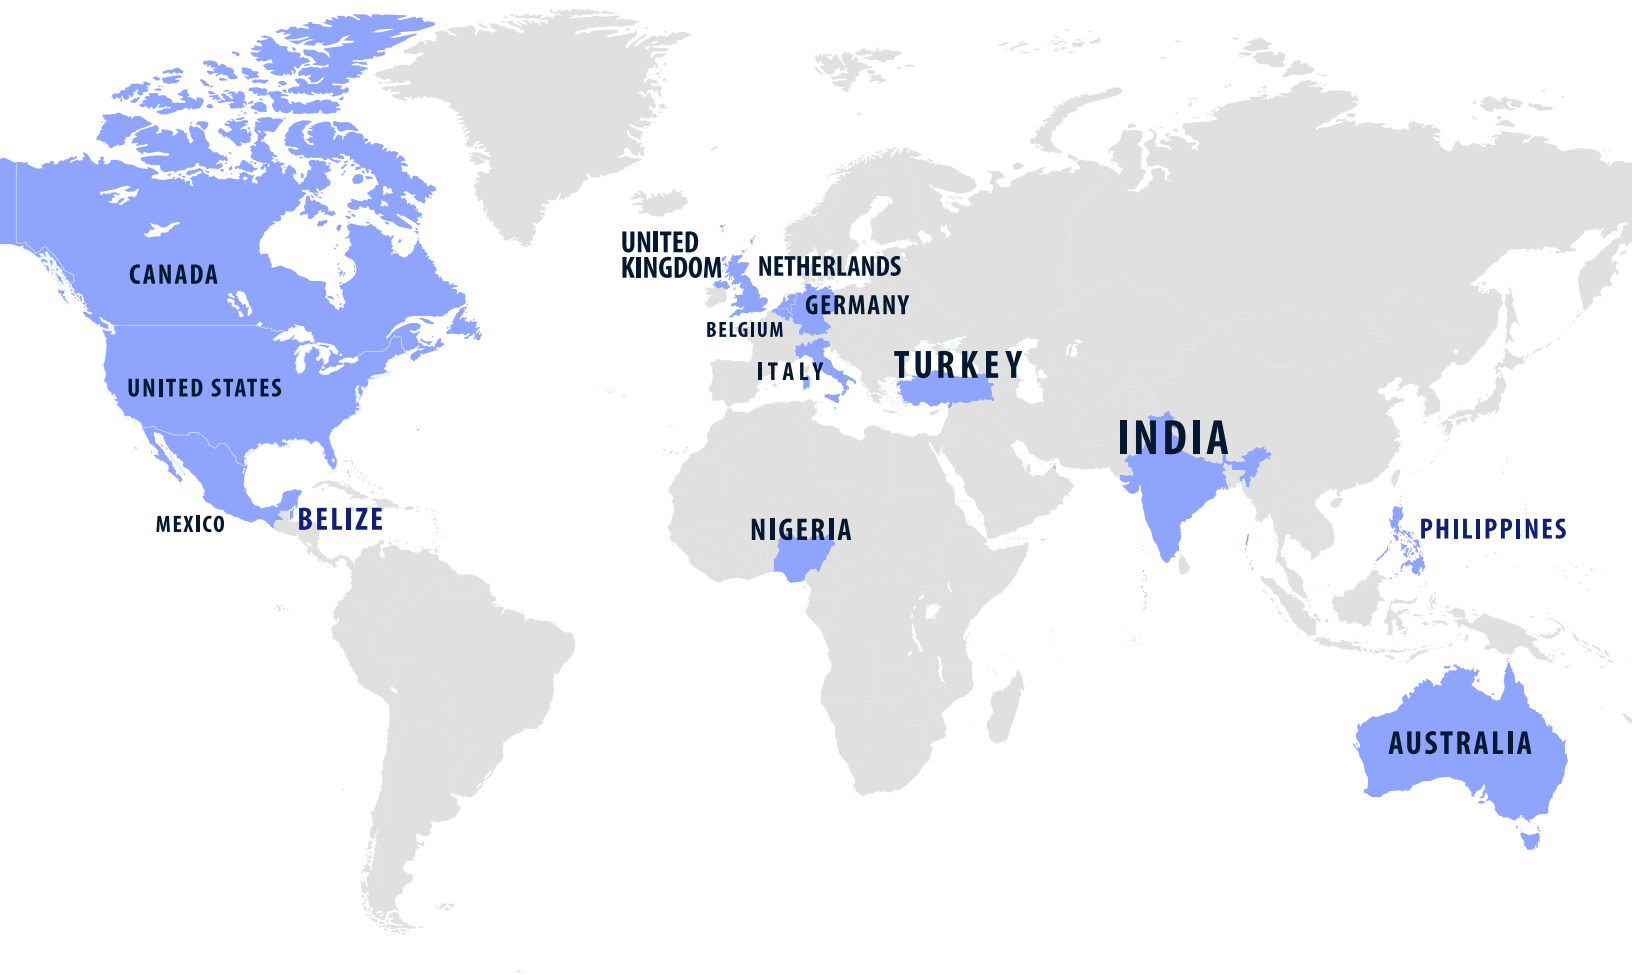 UNITED
KINGDOM
NETHERLANDS
CANADA
GERMANY
BELGIUM
UNITED STATES
ITALY
TURKEY
INDIA
MEXICO
BELIZE
NIGERIA
PHILIPPINES
AUSTRALIA